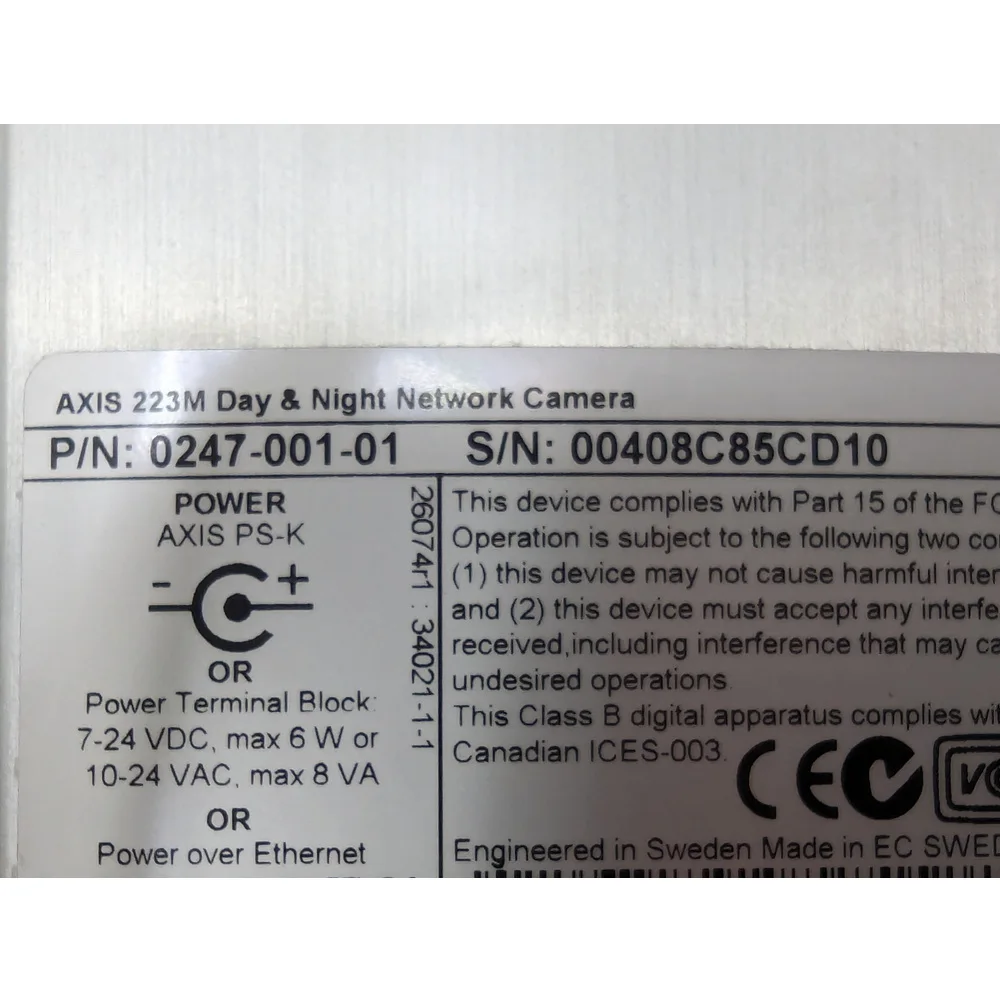 AXIS 223M Day & Night Network Camera
P/N: 0247-001-01 S/N: 00408C85CD10
POWER
AXIS PS-K
- +
OR
Power Terminal Block:
7-24 VDC, max 6 W or
10-24 VAC, max 8 VA
OR
Power over Ethernet
26074r1 : 34021-1-1
This device complies with Part 15 of the FC
Operation is subject to the following two co
(1) this device may not cause harmful inter
and (2) this device must accept any interfe
received,including interference that may ca
undesired operations.
This Class B digital apparatus complies wit
Canadian ICES-003.
CE
Engineered in Sweden Made in EC SWED